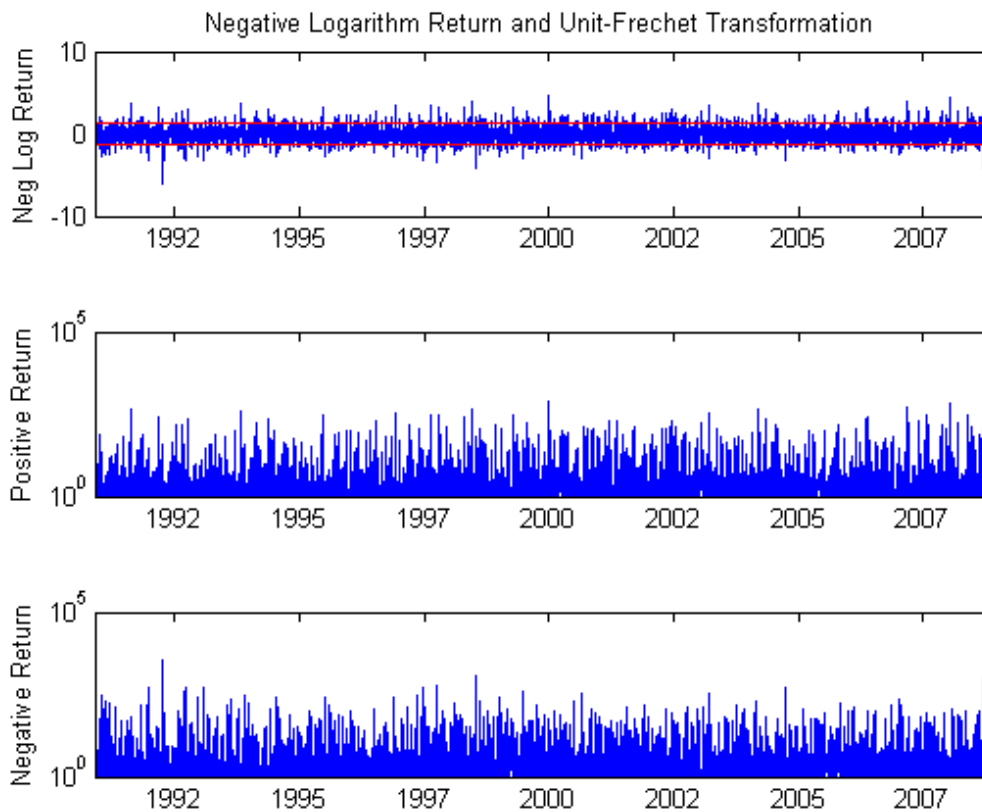 Negative Logarithm Return and Unit-Frechet Transformation
Neg Log Return
10
0
-10
1992 1995 1997 2000 2002 2005 2007
Positive Return
10^5
10^0
1992 1995 1997 2000 2002 2005 2007
Negative Return
10^5
10^0
1992 1995 1997 2000 2002 2005 2007